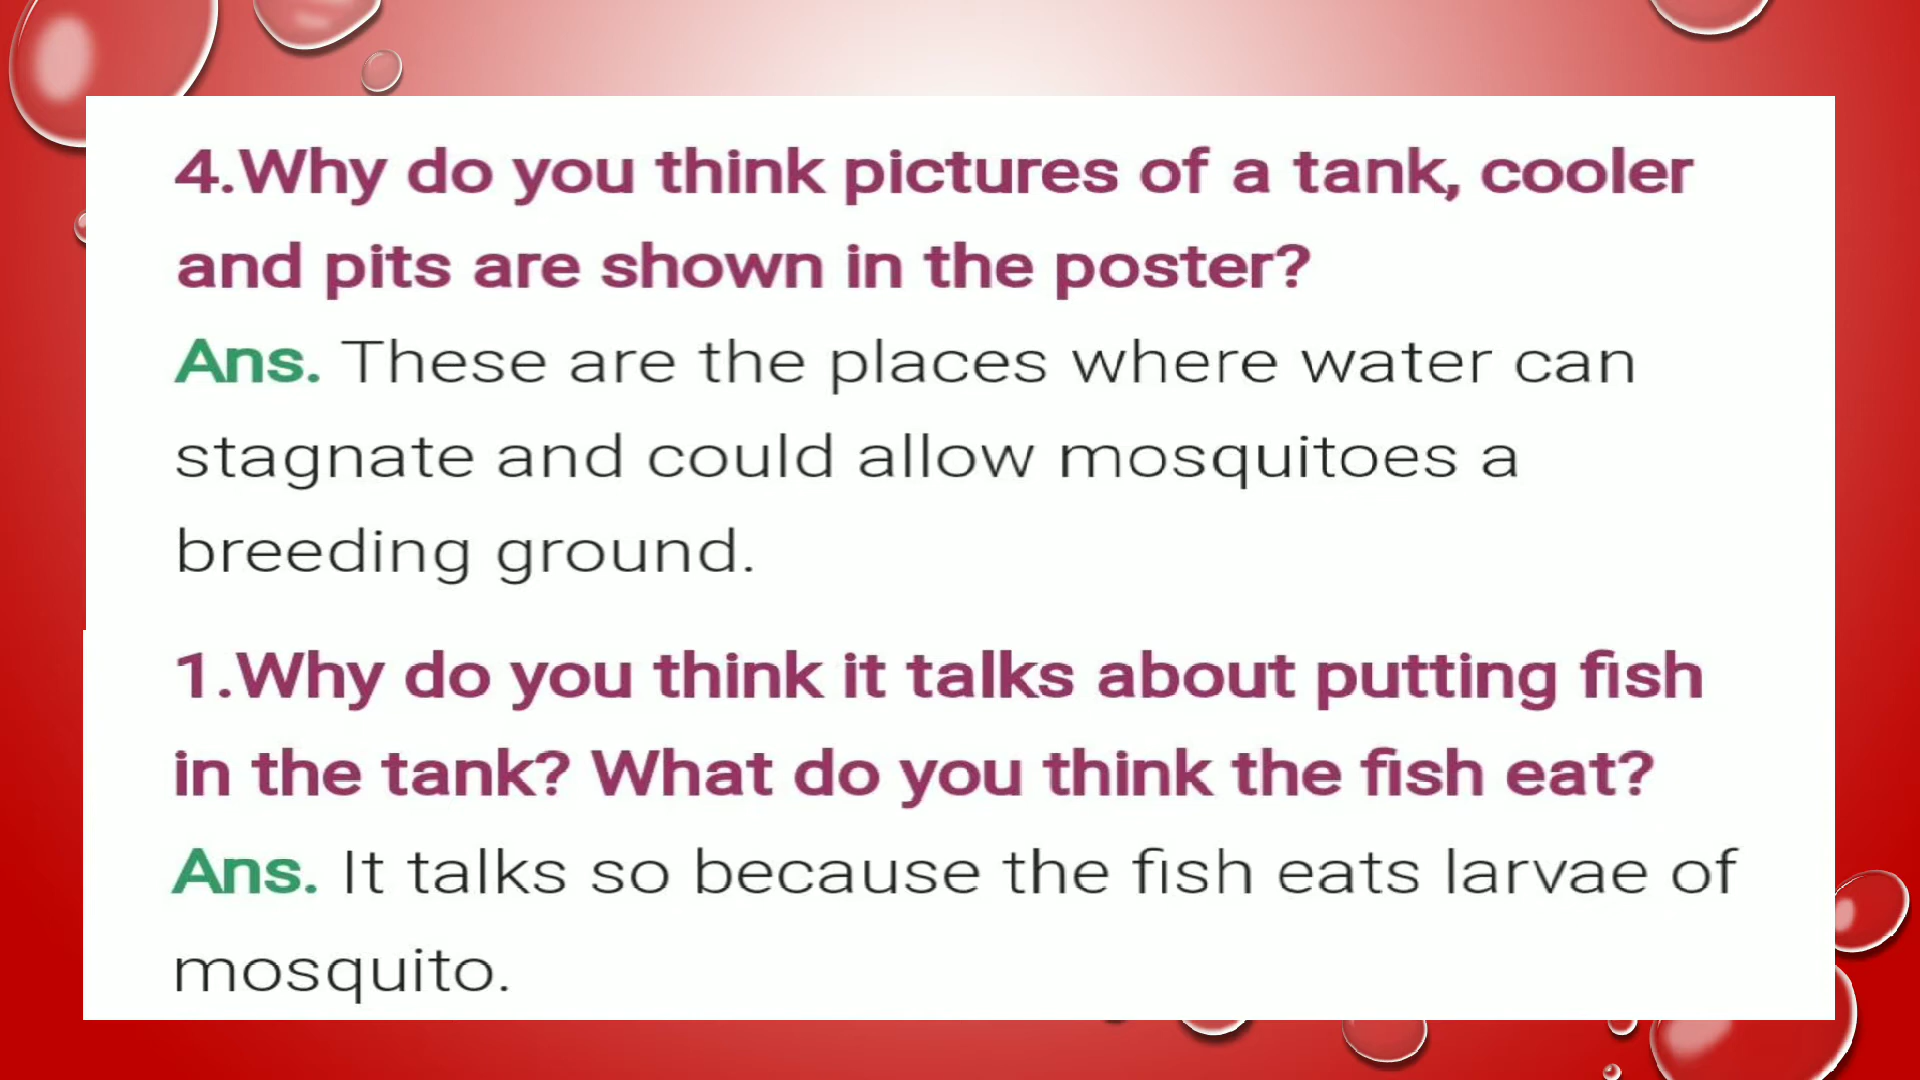 4.Why do you think pictures of a tank, cooler
and pits are shown in the poster?
Ans. These are the places where water can
stagnate and could allow mosquitoes a
breeding ground.
1.Why do you think it talks about putting fish
in the tank? What do you think the fish eat?
Ans. It talks so because the fish eats larvae of
mosquito.